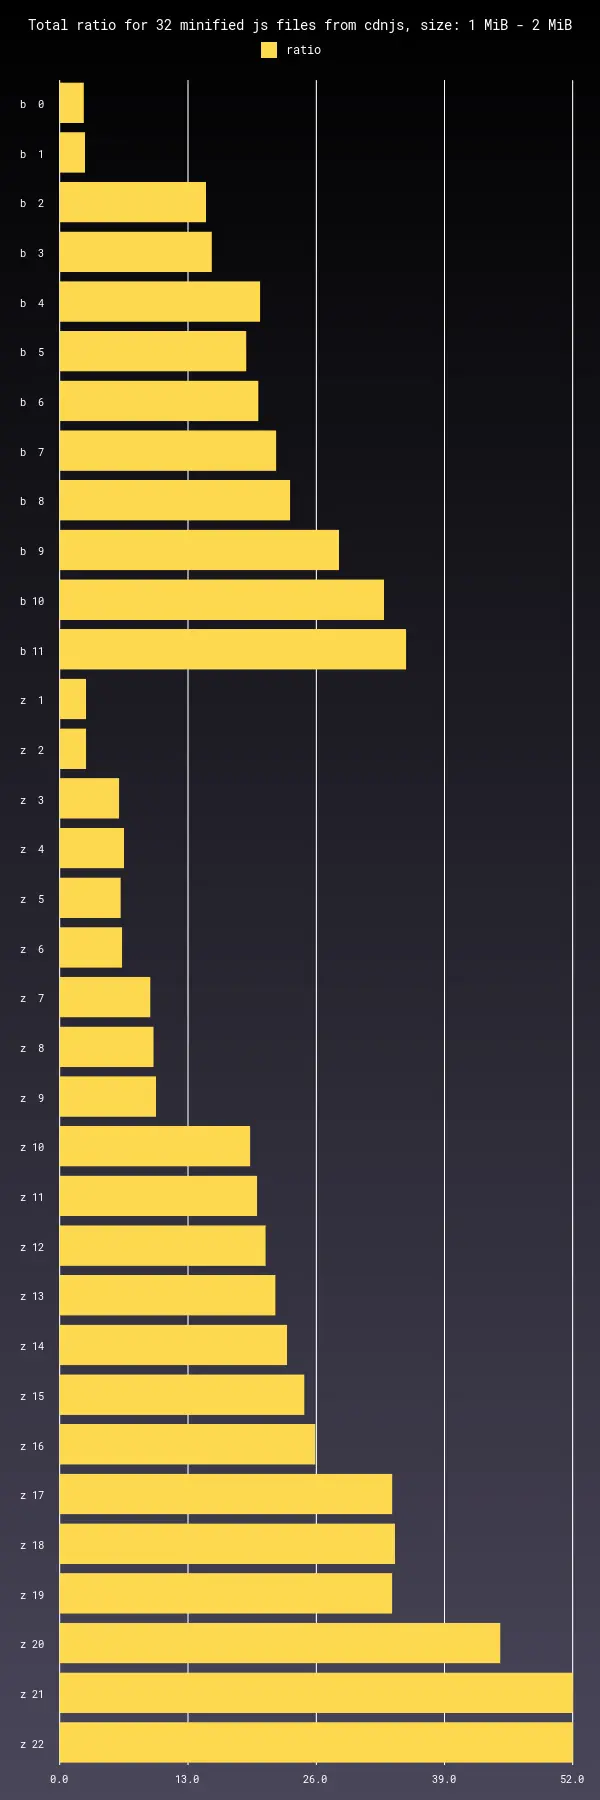 Total ratio for 32 minified js files from cdnjs, size: 1 MiB - 2 MiB
ratio
b 0
b 1
b 2
b 3
b 4
b 5
b 6
b 7
b 8
b 9
b 10
b 11
z 1
z 2
z 3
z 4
z 5
z 6
z 7
z 8
z 9
z 10
z 11
z 12
z 13
z 14
z 15
z 16
z 17
z 18
z 19
z 20
z 21
z 22
0.0 13.0 26.0 39.0 52.0